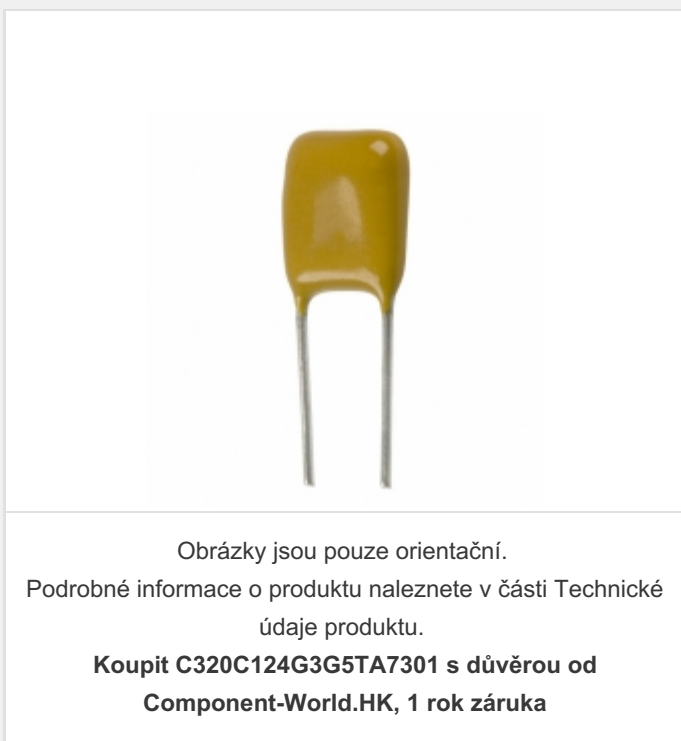 Obrázky jsou pouze orientační.
Podrobné informace o produktu naleznete v části Technické
údaje produktu.
Koupit C320C124G3G5TA7301 s důvěrou od
Component-World.HK, 1 rok záruka